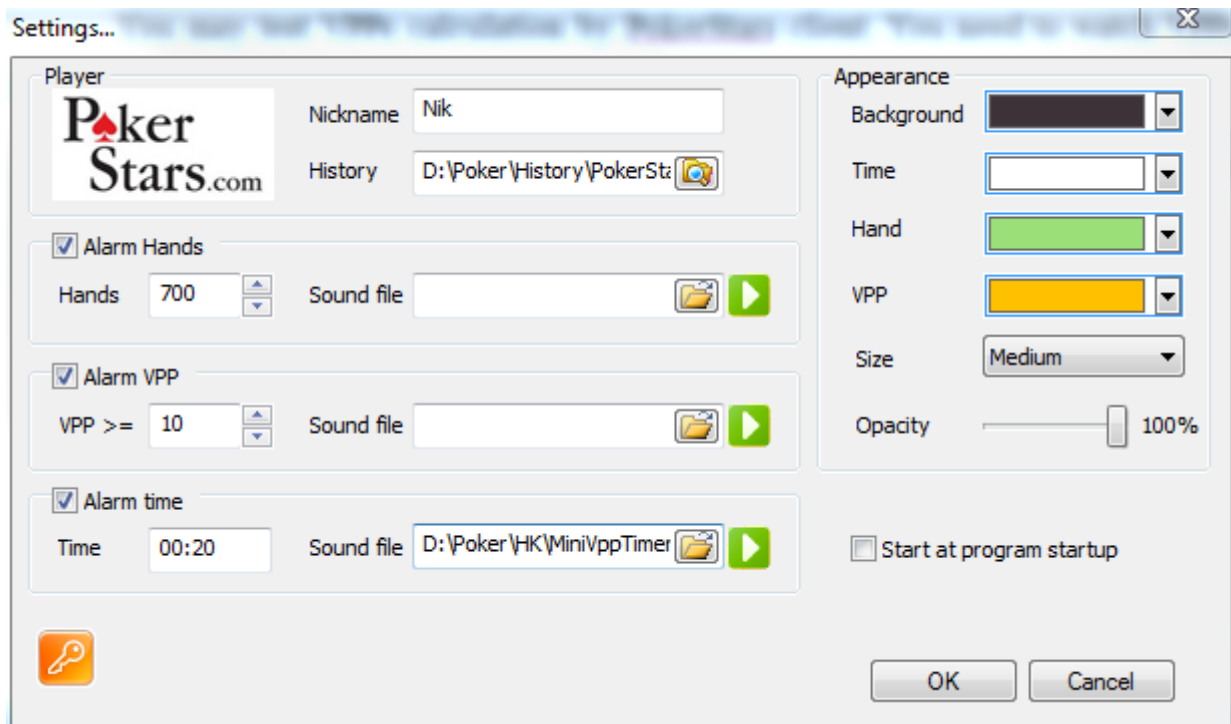 Settings...
Player
Poker
Stars.com
Nickname Nik
History D:\Poker\History\PokerSta
Alarm Hands
Hands 700 Sound file
Alarm VPP
VPP >= 10 Sound file
Alarm time
Time 00:20 Sound file D:\Poker\HK\MiniVppTimer
Appearance
Background
Time
Hand
VPP
Size Medium
Opacity 100%
Start at program startup
OK Cancel